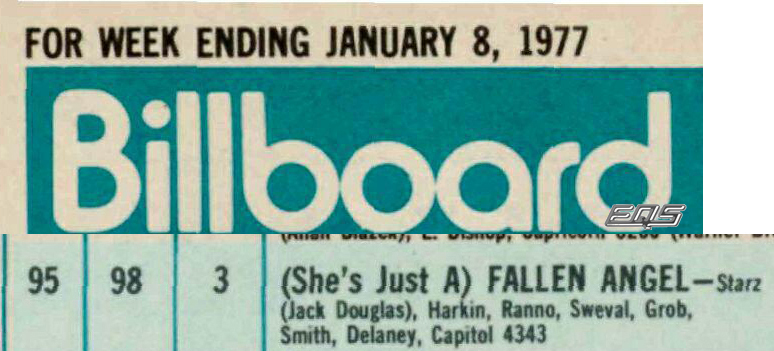 FOR WEEK ENDING JANUARY 8, 1977
Billboard
EQS
95 98 3 (She's Just A) FALLEN ANGEL—Starz
(Jack Douglas), Harkin, Ranno, Sweval, Grob,
Smith, Delaney, Capitol 4343